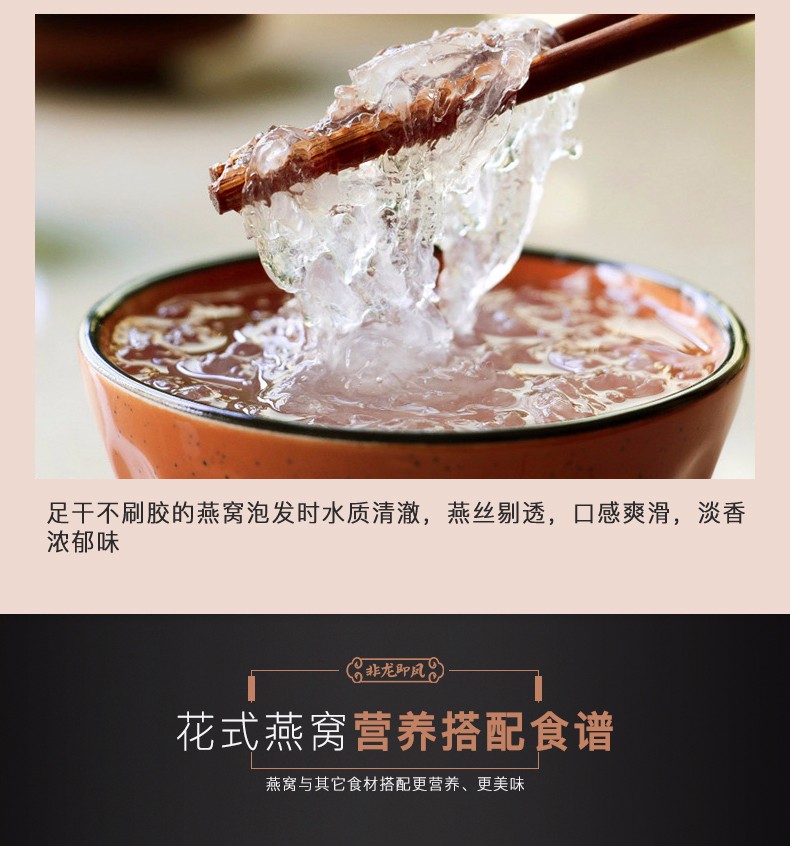 足干不刷胶的燕窝泡发时水质清澈，燕丝剔透，口感爽滑，淡香
浓郁味
非龙即凤
花式燕窝营养搭配食谱
燕窝与其它食材搭配更营养、更美味